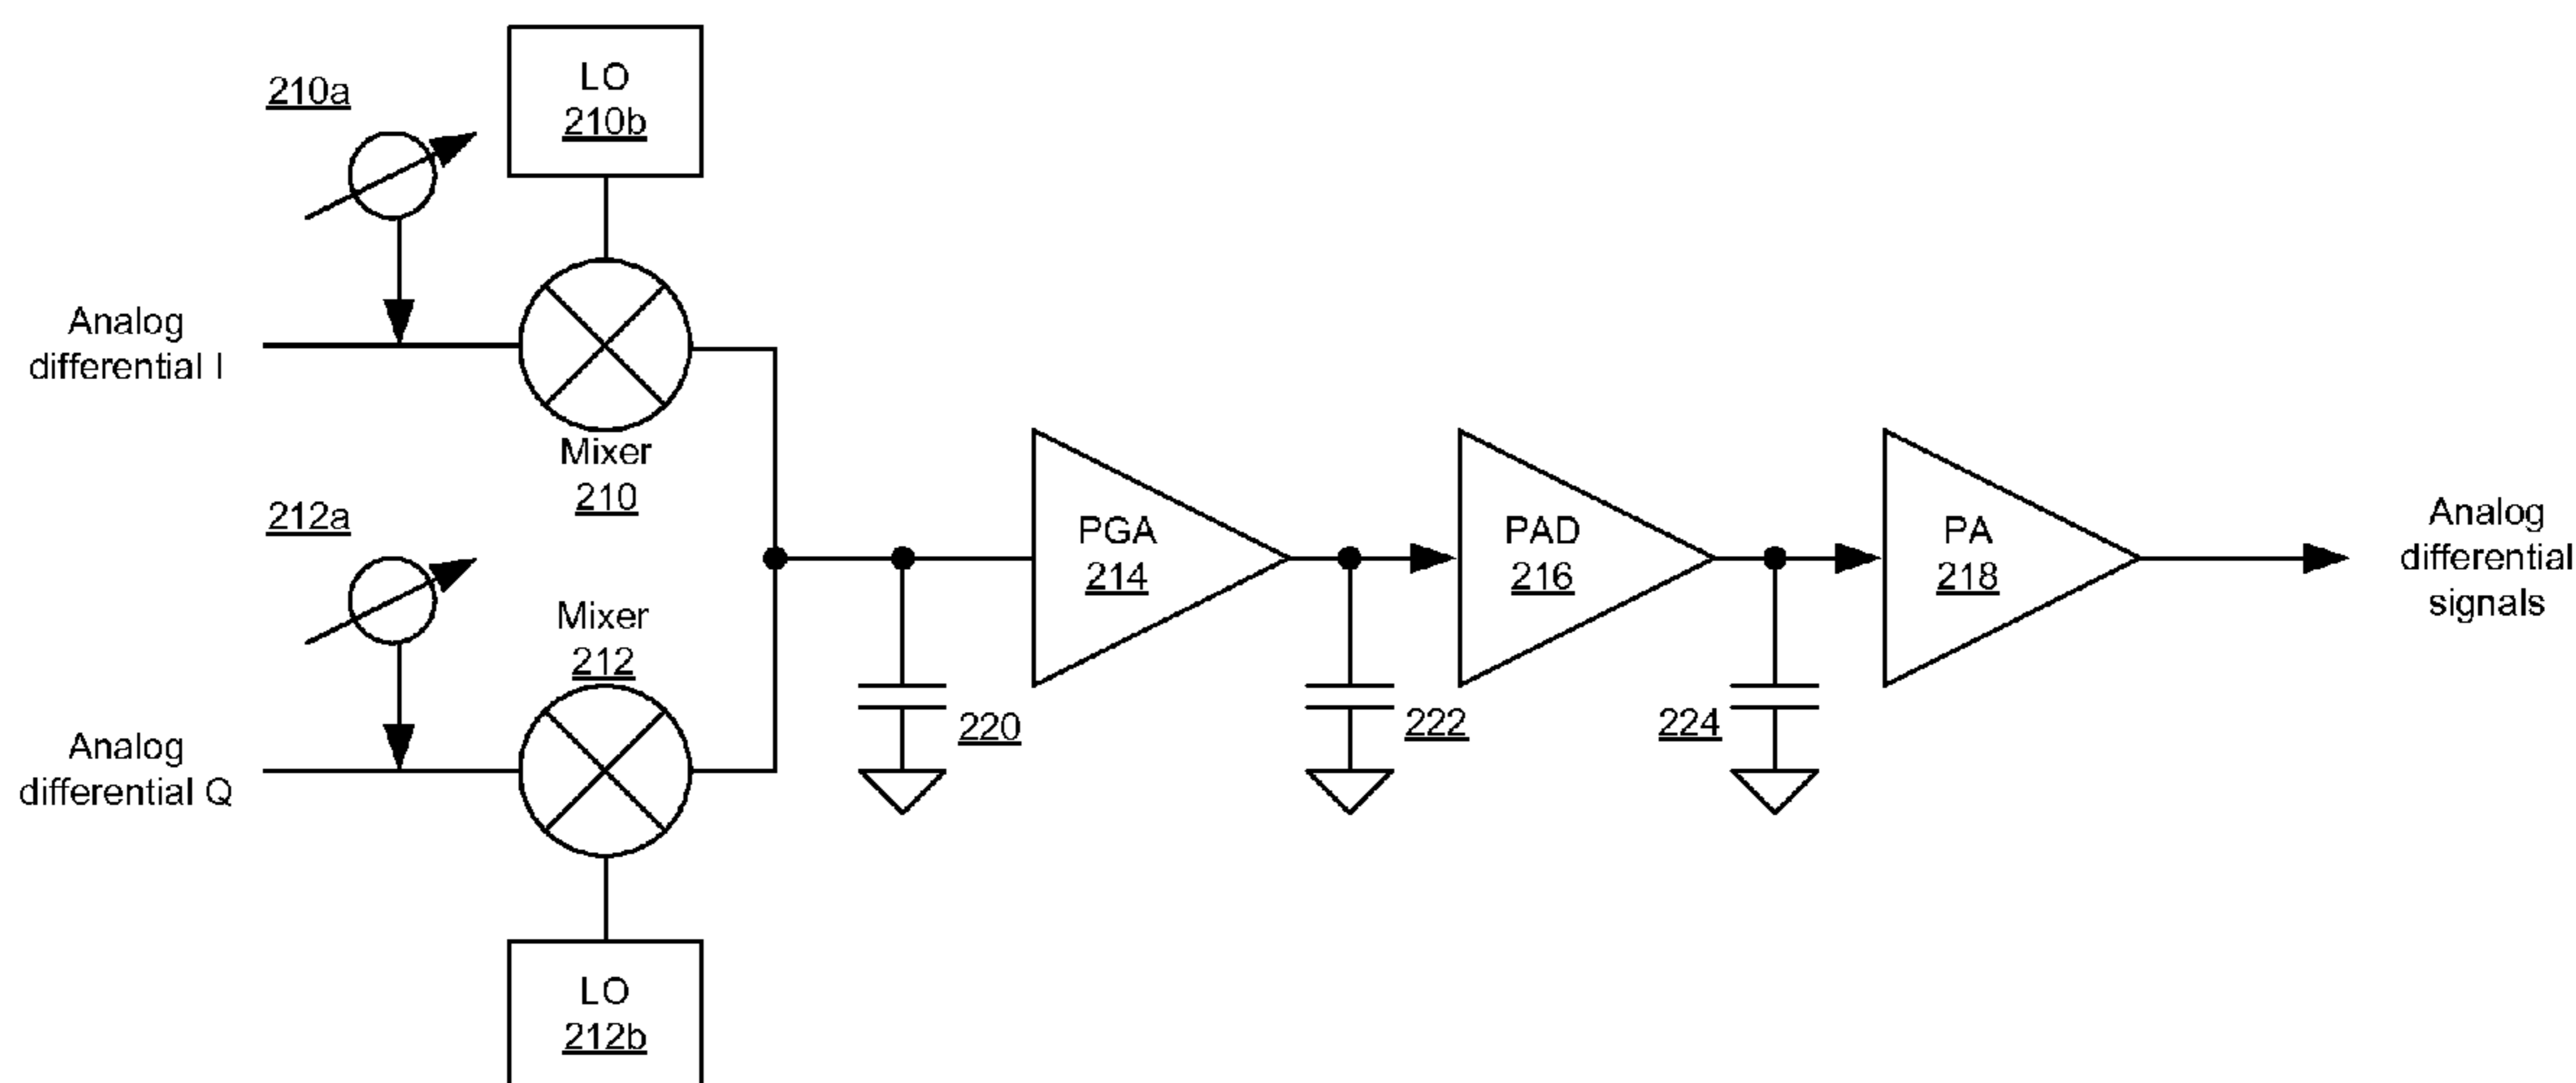 LO
210b
210a
Analog
differential I
Mixer
210
212a
Mixer
212
Analog
differential Q
LO
212b
PGA
214
PAD
216
PA
218
220
222
224
Analog
differential
signals